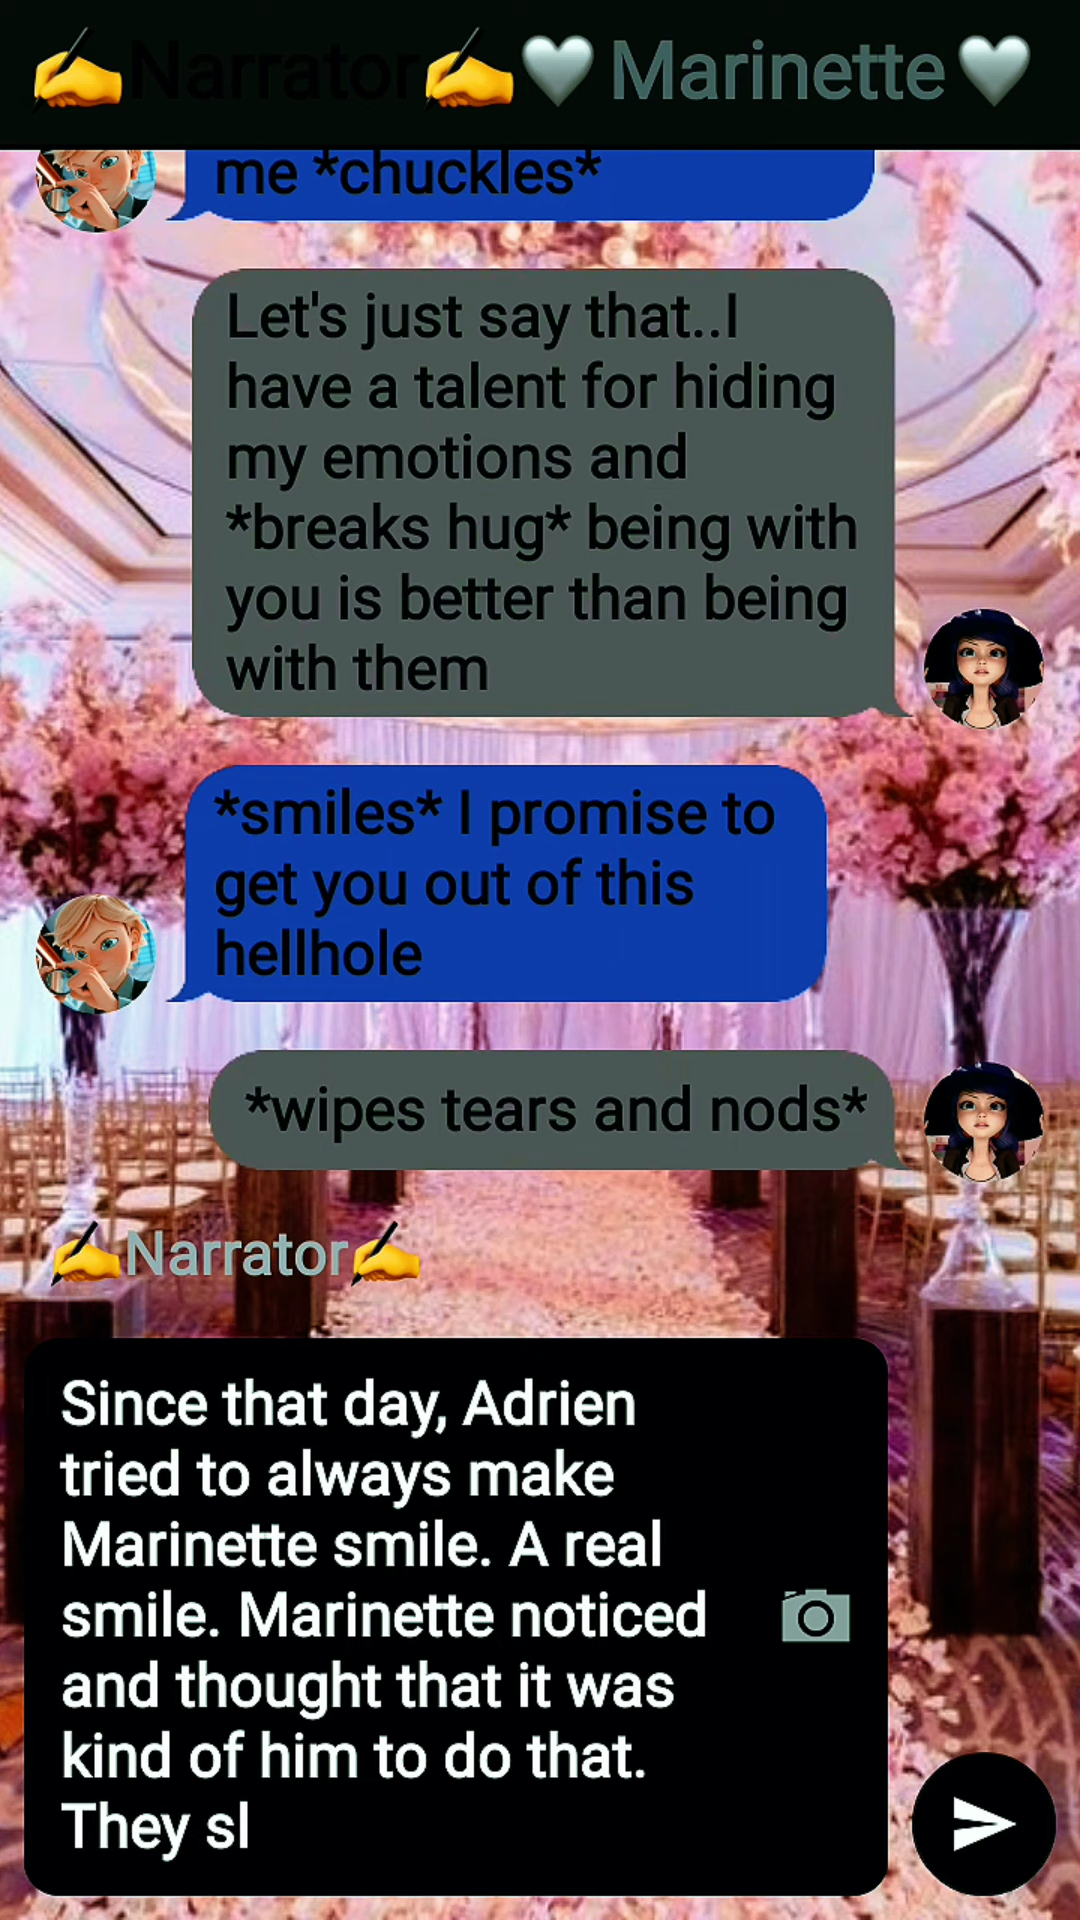 ✍Narrator✍🤍Marinette🤍
me *chuckles*
Let's just say that..I
have a talent for hiding
my emotions and
*breaks hug* being with
you is better than being
with them
*smiles* I promise to
get you out of this
hellhole
*wipes tears and nods*
✍Narrator✍
Since that day, Adrien
tried to always make
Marinette smile. A real
smile. Marinette noticed
and thought that it was
kind of him to do that.
They sl